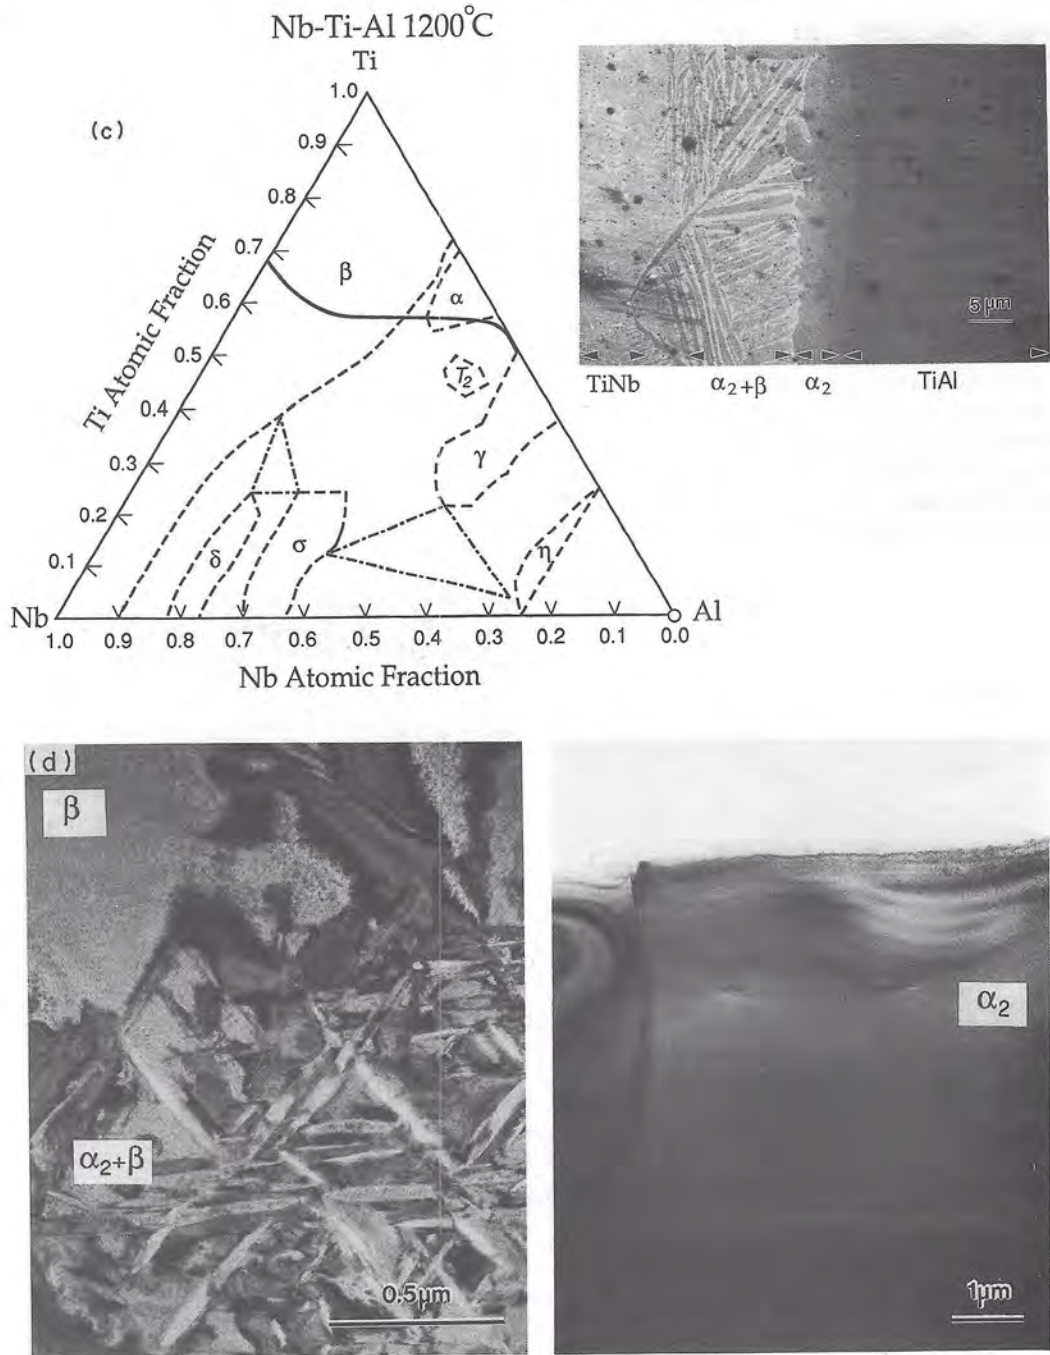 Nb-Ti-Al 1200°C
Ti
(c)
1.0
0.9
0.8
0.7
0.6
0.5
0.4
0.3
0.2
0.1
Ti Atomic Fraction
β
α
T₂
γ
δ
σ
η
Nb
Al
1.0 0.9 0.8 0.7 0.6 0.5 0.4 0.3 0.2 0.1 0.0
Nb Atomic Fraction
5 μm
TiNb α₂+β α₂ TiAl
(d)
β
α₂+β
0.5μm
α₂
1μm